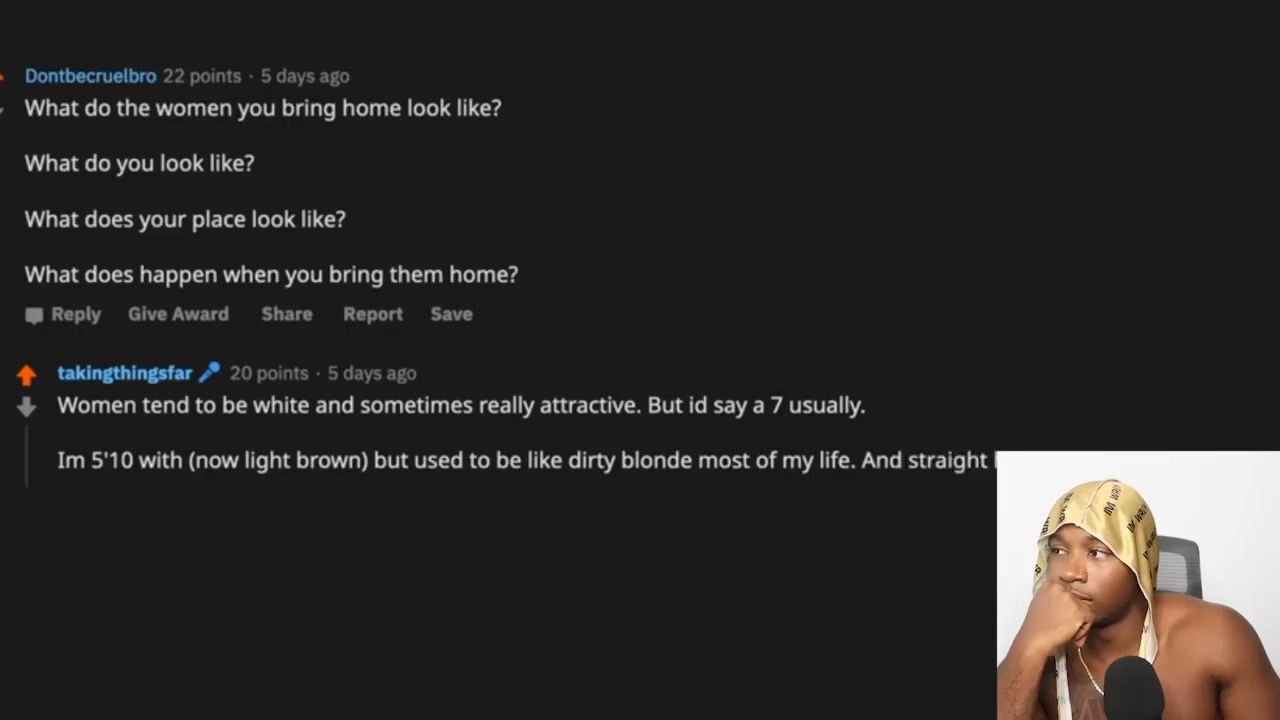 Dontbecruelbro 22 points · 5 days ago
What do the women you bring home look like?
What do you look like?
What does your place look like?
What does happen when you bring them home?
Reply Give Award Share Report Save
takingthingsfar 20 points · 5 days ago
Women tend to be white and sometimes really attractive. But id say a 7 usually.
Im 5'10 with (now light brown) but used to be like dirty blonde most of my life. And straight